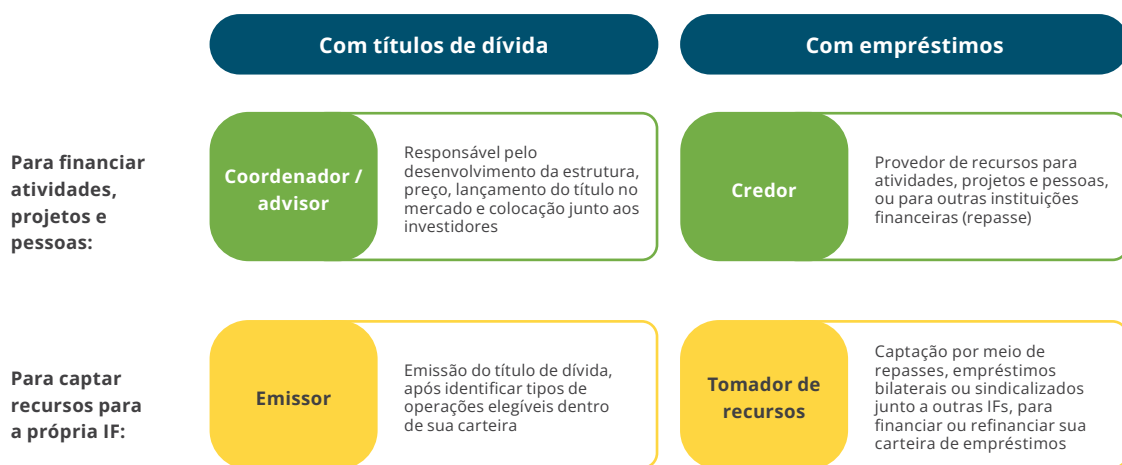 Com títulos de dívida
Com empréstimos
Para financiar
atividades,
projetos e
pessoas:
Coordenador /
advisor
Responsável pelo
desenvolvimento da estrutura,
preço, lançamento do título no
mercado e colocação junto aos
investidores
Credor
Provedor de recursos para
atividades, projetos e pessoas,
ou para outras instituições
financeiras (repasse)
Para captar
recursos para
a própria IF:
Emissor
Emissão do título de dívida,
após identificar tipos de
operações elegíveis dentro
de sua carteira
Tomador de
recursos
Captação por meio de
repasses, empréstimos
bilaterais ou sindicalizados
junto a outras IFs, para
financiar ou refinanciar sua
carteira de empréstimos